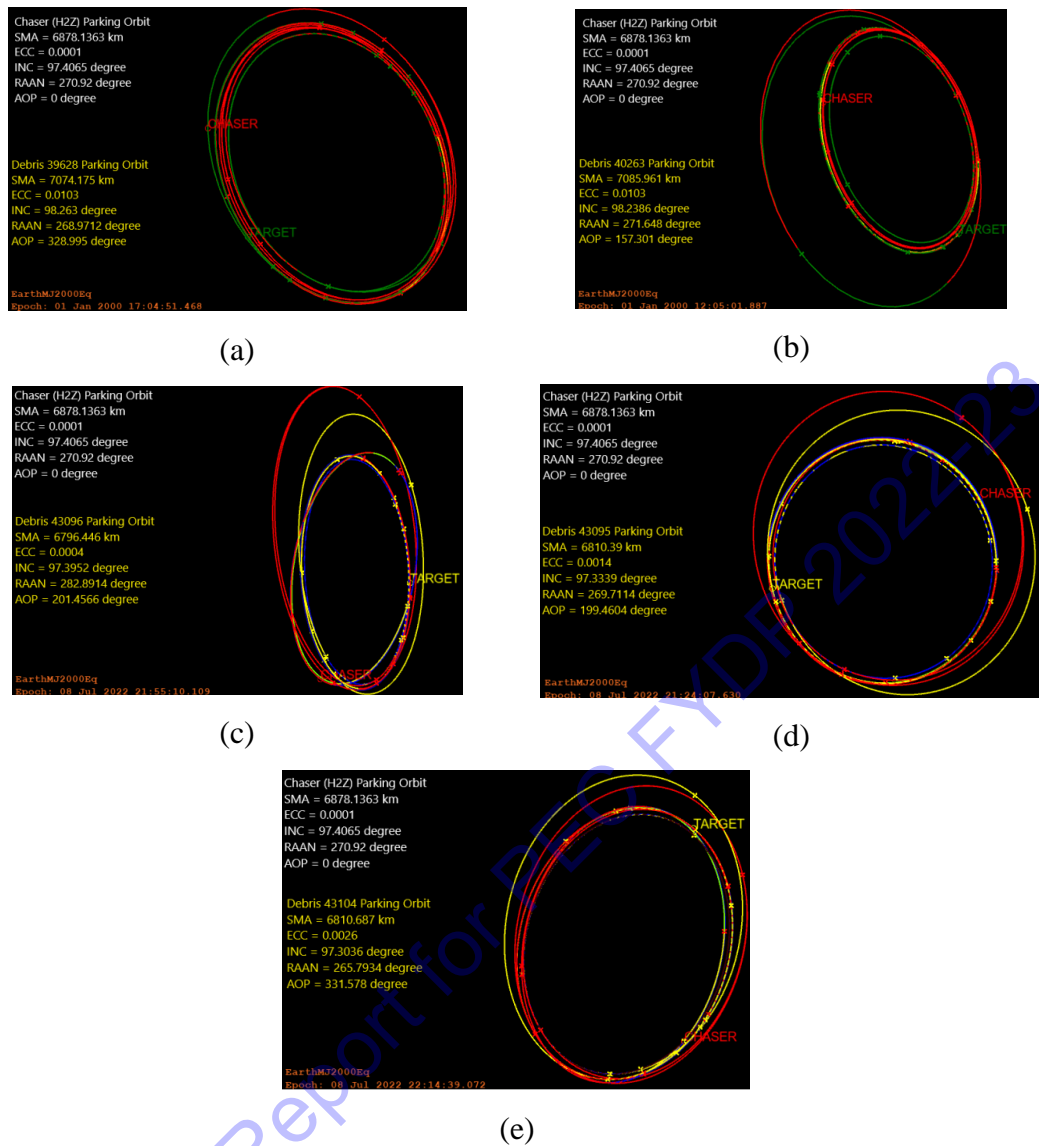 Chaser (H2Z) Parking Orbit
SMA = 6878.1363 km
ECC = 0.0001
INC = 97.4065 degree
RAAN = 270.92 degree
AOP = 0 degree
CHASER
Debris 39628 Parking Orbit
SMA = 7074.175 km
ECC = 0.0103
INC = 98.263 degree
RAAN = 268.9712 degree
AOP = 328.995 degree
TARGET
EarthMJ2000Eq
Epoch: 01 Jan 2000 17:04:51.468
(a)
Chaser (H2Z) Parking Orbit
SMA = 6878.1363 km
ECC = 0.0001
INC = 97.4065 degree
RAAN = 270.92 degree
AOP = 0 degree
CHASER
Debris 40263 Parking Orbit
SMA = 7085.961 km
ECC = 0.0103
INC = 98.2386 degree
RAAN = 271.648 degree
AOP = 157.301 degree
TARGET
EarthMJ2000Eq
Epoch: 01 Jan 2000 12:05:01.887
(b)
Chaser (H2Z) Parking Orbit
SMA = 6878.1363 km
ECC = 0.0001
INC = 97.4065 degree
RAAN = 270.92 degree
AOP = 0 degree
Debris 43096 Parking Orbit
SMA = 6796.446 km
ECC = 0.0004
INC = 97.3952 degree
RAAN = 282.8914 degree
AOP = 201.4566 degree
TARGET
CHASER
EarthMJ2000Eq
Epoch: 08 Jul 2022 21:55:10.109
(c)
Chaser (H2Z) Parking Orbit
SMA = 6878.1363 km
ECC = 0.0001
INC = 97.4065 degree
RAAN = 270.92 degree
AOP = 0 degree
CHASER
Debris 43095 Parking Orbit
SMA = 6810.39 km
ECC = 0.0014
INC = 97.3339 degree
RAAN = 269.7114 degree
AOP = 199.4604 degree
TARGET
EarthMJ2000Eq
Epoch: 08 Jul 2022 21:24:07.630
(d)
Chaser (H2Z) Parking Orbit
SMA = 6878.1363 km
ECC = 0.0001
INC = 97.4065 degree
RAAN = 270.92 degree
AOP = 0 degree
TARGET
Debris 43104 Parking Orbit
SMA = 6810.687 km
ECC = 0.0026
INC = 97.3036 degree
RAAN = 265.7934 degree
AOP = 331.578 degree
CHASER
EarthMJ2000Eq
Epoch: 08 Jul 2022 22:14:39.072
(e)
Report for
FYDP 2022-23